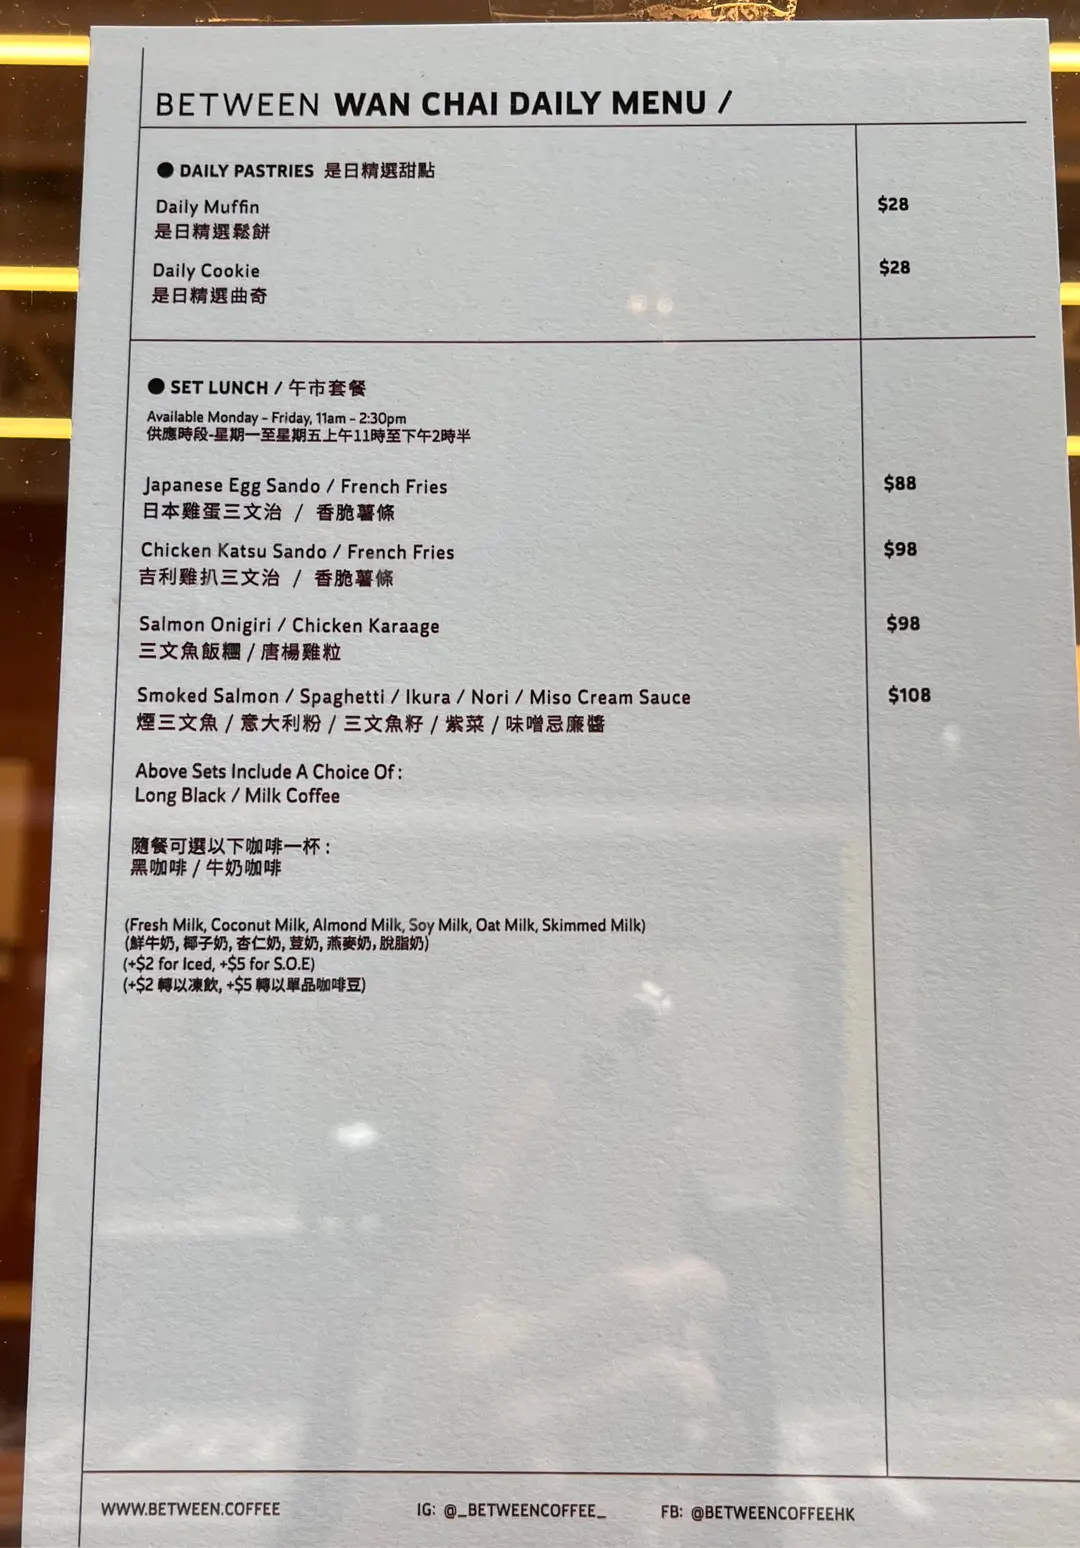 BETWEEN WAN CHAI DAILY MENU /
● DAILY PASTRIES 是日精選甜點
Daily Muffin
$28
是日精選鬆餅
Daily Cookie
$28
是日精選曲奇
● SET LUNCH / 午市套餐
Available Monday - Friday, 11am - 2:30pm
供應時段-星期一至星期五上午11時至下午2時半
Japanese Egg Sando / French Fries
$88
日本雞蛋三文治 / 香脆薯條
Chicken Katsu Sando / French Fries
$98
吉利雞扒三文治 / 香脆薯條
Salmon Onigiri / Chicken Karaage
$98
三文魚飯糰 / 唐楊雞粒
Smoked Salmon / Spaghetti / Ikura / Nori / Miso Cream Sauce
$108
煙三文魚 / 意大利粉 / 三文魚籽 / 紫菜 / 味噌忌廉醬
Above Sets Include A Choice Of :
Long Black / Milk Coffee
隨餐可選以下咖啡一杯 :
黑咖啡 / 牛奶咖啡
(Fresh Milk, Coconut Milk, Almond Milk, Soy Milk, Oat Milk, Skimmed Milk)
(鮮牛奶, 椰子奶, 杏仁奶, 荳奶, 燕麥奶, 脫脂奶)
(+$2 for Iced, +$5 for S.O.E)
(+$2 轉以凍飲, +$5 轉以單品咖啡豆)
WWW.BETWEEN.COFFEE
IG: @_BETWEENCOFFEE_
FB: @BETWEENCOFFEEHK